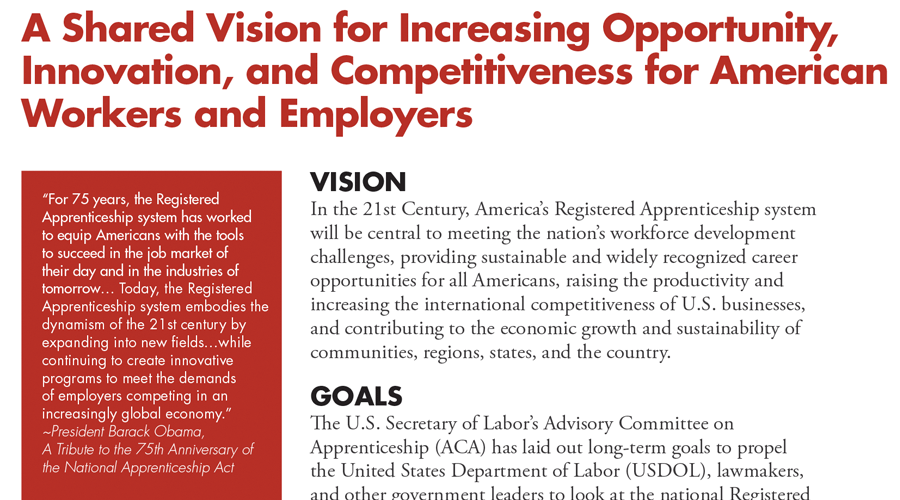 A Shared Vision for Increasing Opportunity,
Innovation, and Competitiveness for American
Workers and Employers
“For 75 years, the Registered
Apprenticeship system has worked
to equip Americans with the tools
to succeed in the job market of
their day and in the industries of
tomorrow… Today, the Registered
Apprenticeship system embodies the
dynamism of the 21st century by
expanding into new fields…while
continuing to create innovative
programs to meet the demands
of employers competing in an
increasingly global economy.”
~President Barack Obama,
A Tribute to the 75th Anniversary of
the National Apprenticeship Act
VISION
In the 21st Century, America’s Registered Apprenticeship system
will be central to meeting the nation’s workforce development
challenges, providing sustainable and widely recognized career
opportunities for all Americans, raising the productivity and
increasing the international competitiveness of U.S. businesses,
and contributing to the economic growth and sustainability of
communities, regions, states, and the country.
GOALS
The U.S. Secretary of Labor’s Advisory Committee on
Apprenticeship (ACA) has laid out long-term goals to propel
the United States Department of Labor (USDOL), lawmakers,
and other government leaders to look at the national Registered